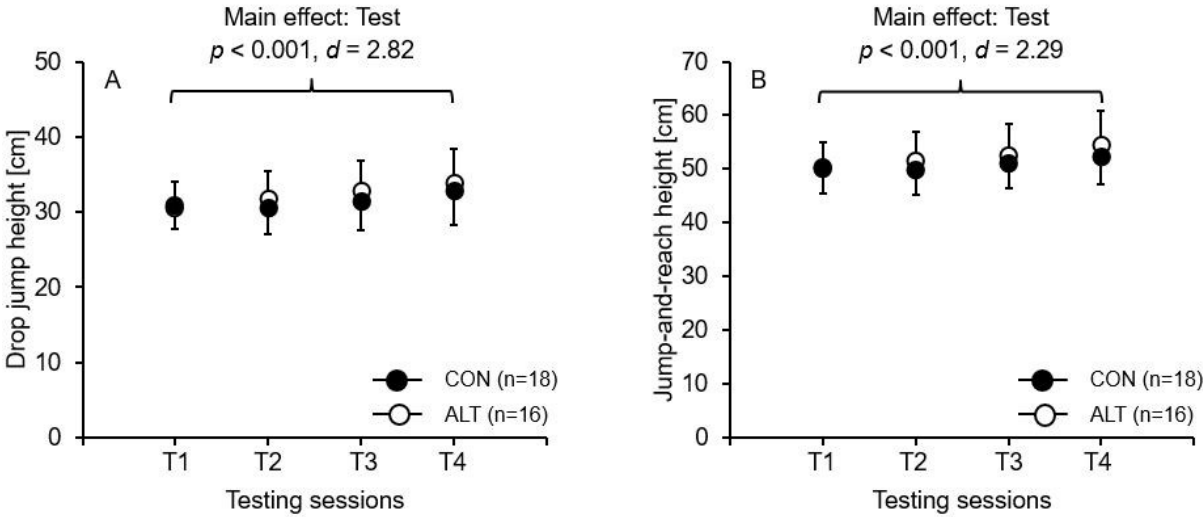 Main effect: Test
p < 0.001, d = 2.82
A
50
40
30
20
10
0
Drop jump height [cm]
CON (n=18)
ALT (n=16)
T1 T2 T3 T4
Testing sessions
Main effect: Test
p < 0.001, d = 2.29
B
70
60
50
40
30
20
10
0
Jump-and-reach height [cm]
CON (n=18)
ALT (n=16)
T1 T2 T3 T4
Testing sessions